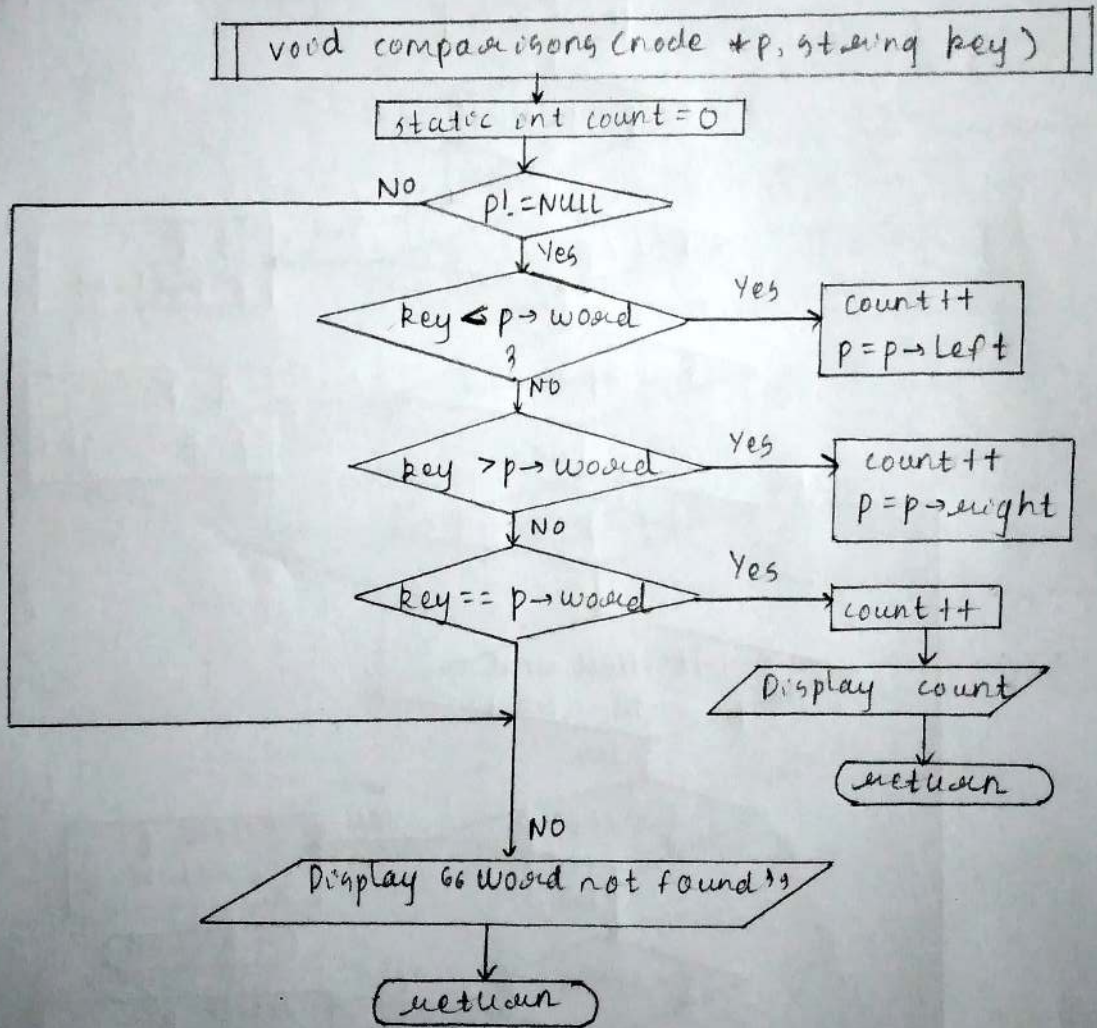 void comparisons (node *p, string key)
static int count = 0
NO
p!=NULL
Yes
key < p→word
?
Yes
count ++
p = p→left
NO
key > p→word
Yes
count ++
p = p→right
NO
key == p→word
Yes
count ++
Display count
return
NO
Display "Word not found"
return